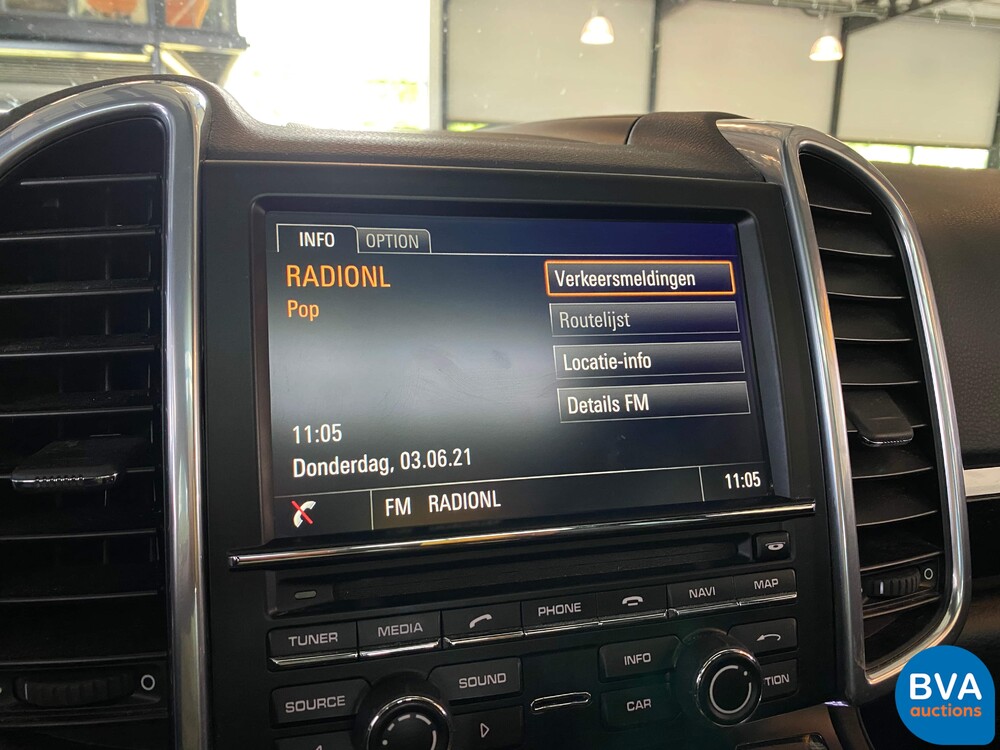 INFO OPTION
RADIONL
Pop
Verkeersmeldingen
Routelijst
Locatie-info
Details FM
11:05
Donderdag, 03.06.21
FM RADIONL 11:05
TUNER MEDIA PHONE NAVI MAP
SOURCE SOUND INFO
CAR TION
BVA
auctions